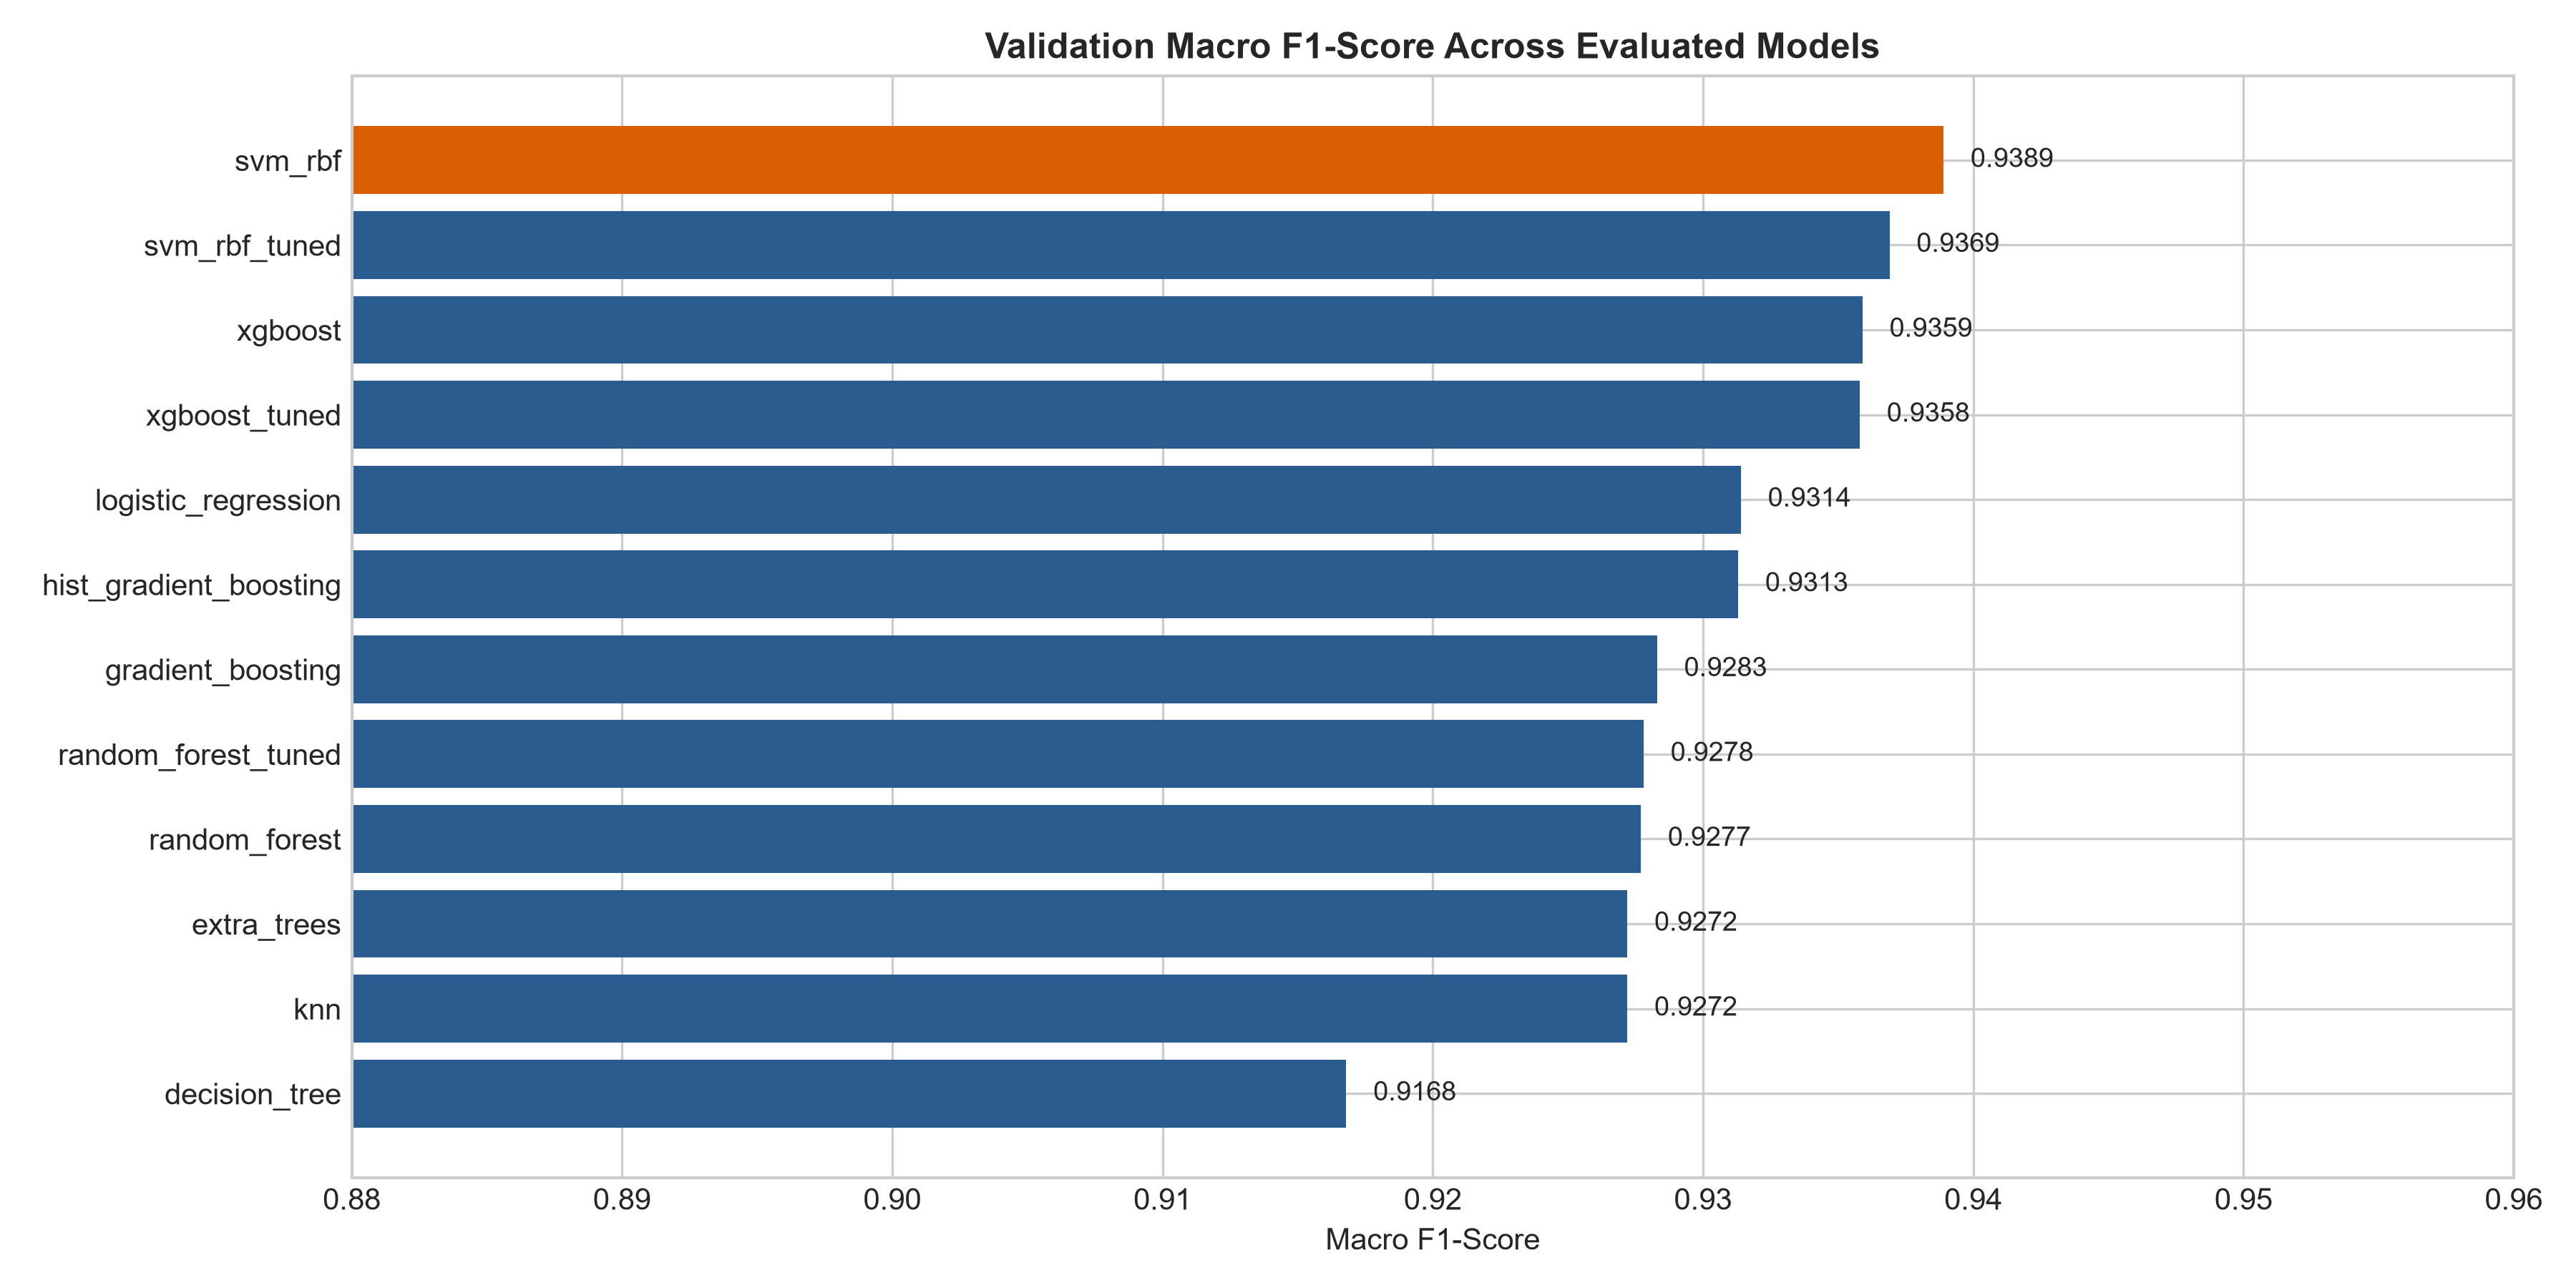 Validation Macro F1-Score Across Evaluated Models
svm_rbf 0.9389
svm_rbf_tuned 0.9369
xgboost 0.9359
xgboost_tuned 0.9358
logistic_regression 0.9314
hist_gradient_boosting 0.9313
gradient_boosting 0.9283
random_forest_tuned 0.9278
random_forest 0.9277
extra_trees 0.9272
knn 0.9272
decision_tree 0.9168
0.88 0.89 0.90 0.91 0.92 0.93 0.94 0.95 0.96
Macro F1-Score